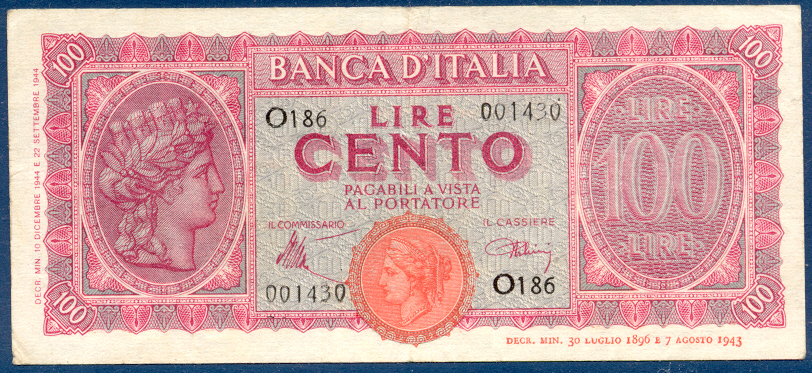 100
100
BANCA D'ITALIA
O186
001430
LIRE
CENTO
PAGABILI A VISTA
AL PORTATORE
IL COMMISSARIO
IL CASSIERE
001430
O186
LIRE
100
LIRE
100
100
DECR. MIN. 10 DICEMBRE 1944 E 22 SETTEMBRE 1944
DECR. MIN. 30 LUGLIO 1896 E 7 AGOSTO 1943